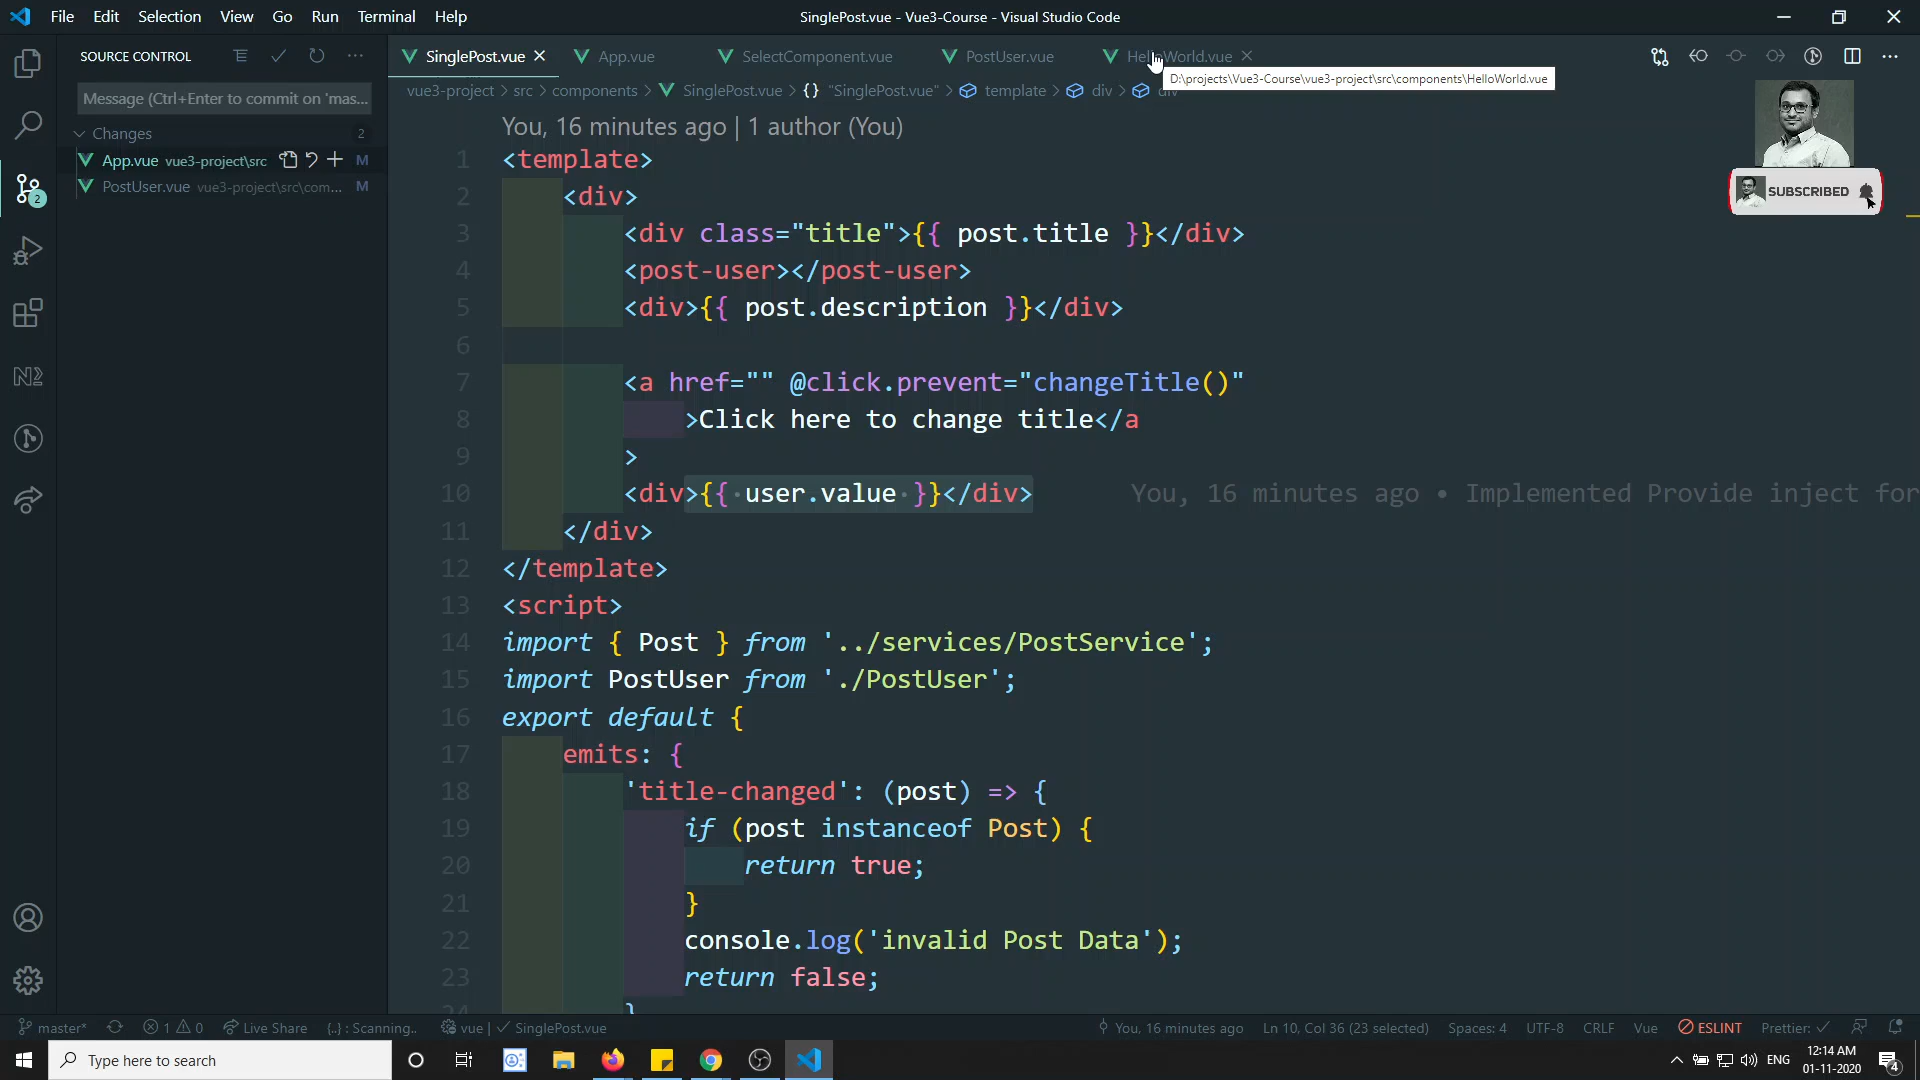 File Edit Selection View Go Run Terminal Help
SinglePost.vue - Vue3-Course - Visual Studio Code
SOURCE CONTROL
SinglePost.vue App.vue SelectComponent.vue PostUser.vue HelloWorld.vue
D:\projects\Vue3-Course\vue3-project\src\components\HelloWorld.vue
vue3-project > src > components > SinglePost.vue > {} "SinglePost.vue" > template > div > div
Message (Ctrl+Enter to commit on 'mas...
Changes 2
App.vue vue3-project\src M
PostUser.vue vue3-project\src\com... M
2
SUBSCRIBED
You, 16 minutes ago | 1 author (You)
1 <template>
2 <div>
3 <div class="title">{{ post.title }}</div>
4 <post-user></post-user>
5 <div>{{ post.description }}</div>
6
7 <a href="" @click.prevent="changeTitle()"
8 >Click here to change title</a
9 >
10 <div>{{ user.value }}</div> You, 16 minutes ago • Implemented Provide inject for
11 </div>
12 </template>
13 <script>
14 import { Post } from '../services/PostService';
15 import PostUser from './PostUser';
16 export default {
17 emits: {
18 'title-changed': (post) => {
19 if (post instanceof Post) {
20 return true;
21 }
22 console.log('invalid Post Data');
23 return false;
24 }
master* 1 0 Live Share {..} : Scanning.. vue | SinglePost.vue You, 16 minutes ago Ln 10, Col 36 (23 selected) Spaces: 4 UTF-8 CRLF Vue ESLINT Prettier: ✓
Type here to search
ENG 12:14 AM
01-11-2020
4